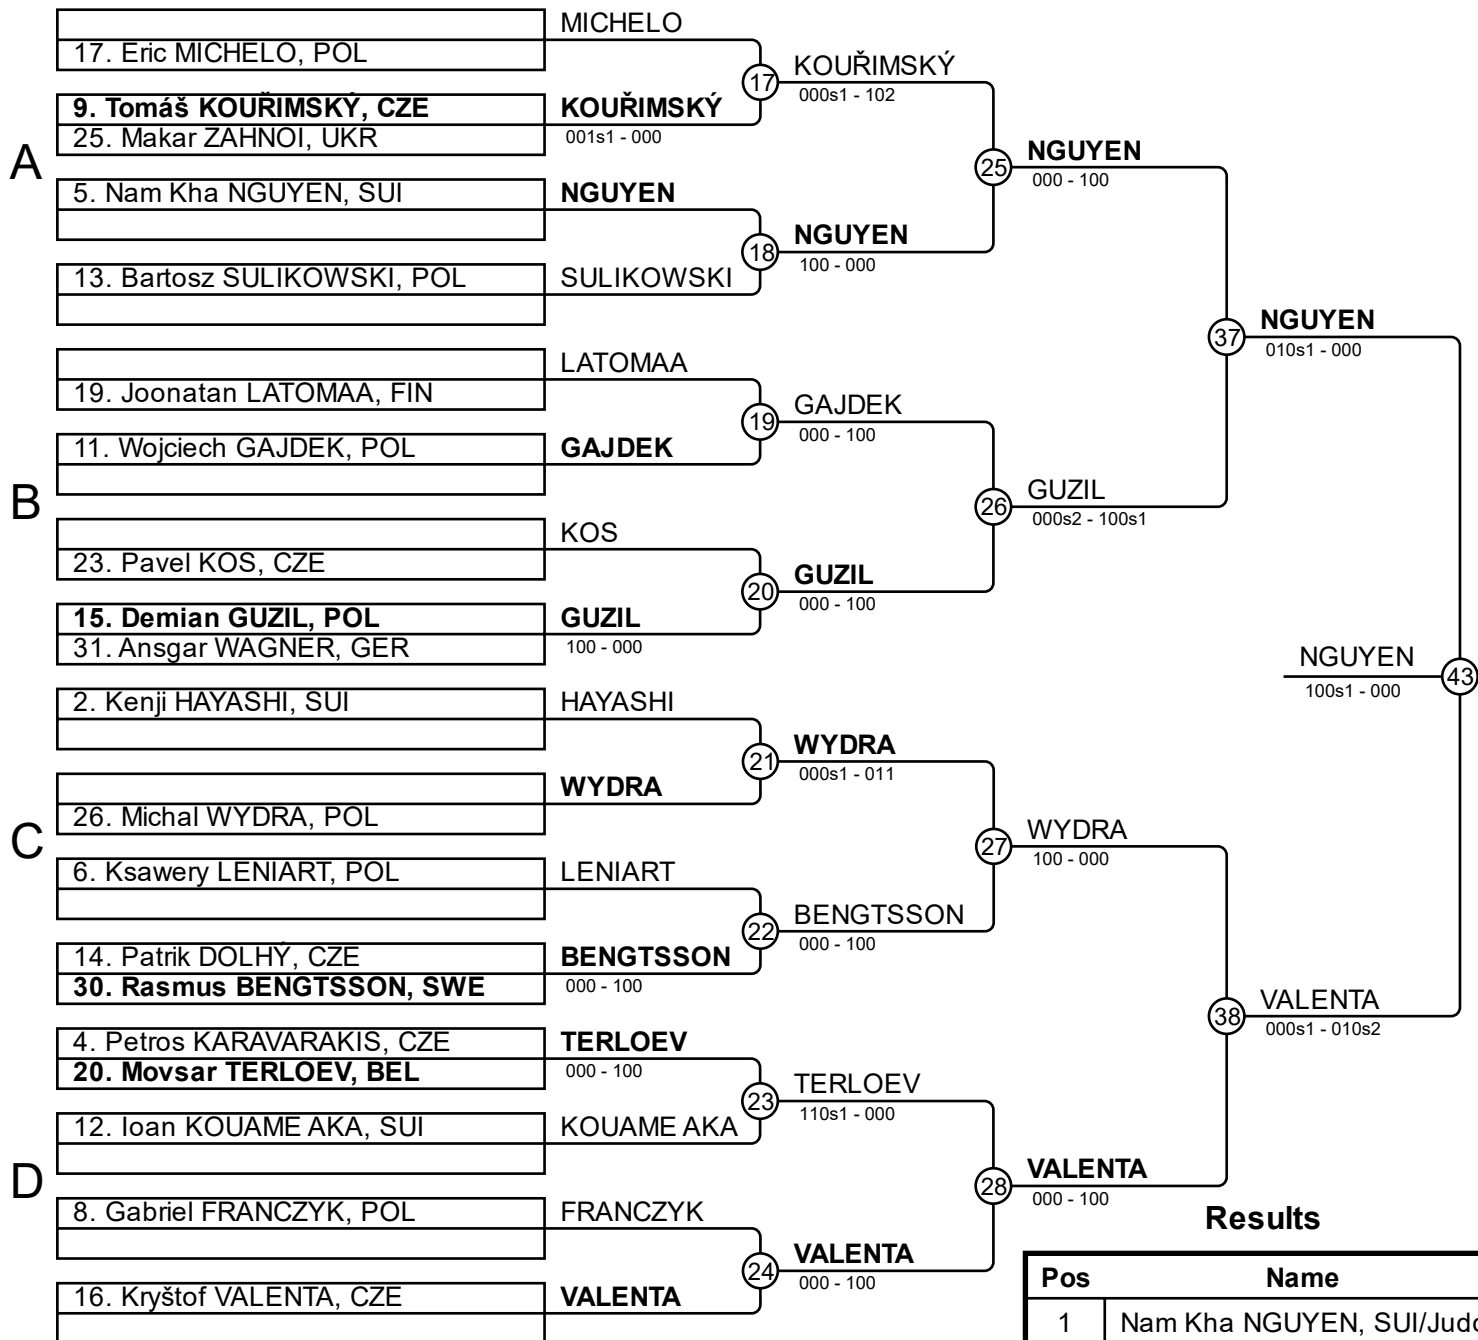 MICHELO
17. Eric MICHELO, POL
17
KOUŘIMSKÝ
000s1 - 102
9. Tomáš KOUŘIMSKÝ, CZE
KOUŘIMSKÝ
25. Makar ZAHNOI, UKR
001s1 - 000
A
25
NGUYEN
000 - 100
5. Nam Kha NGUYEN, SUI
NGUYEN
18
NGUYEN
100 - 000
13. Bartosz SULIKOWSKI, POL
SULIKOWSKI
37
NGUYEN
010s1 - 000
LATOMAA
19. Joonatan LATOMAA, FIN
19
GAJDEK
000 - 100
11. Wojciech GAJDEK, POL
GAJDEK
B
26
GUZIL
000s2 - 100s1
KOS
23. Pavel KOS, CZE
20
GUZIL
000 - 100
15. Demian GUZIL, POL
GUZIL
31. Ansgar WAGNER, GER
100 - 000
NGUYEN
43
100s1 - 000
2. Kenji HAYASHI, SUI
HAYASHI
21
WYDRA
000s1 - 011
WYDRA
26. Michal WYDRA, POL
C
27
WYDRA
100 - 000
6. Ksawery LENIART, POL
LENIART
22
BENGTSSON
000 - 100
14. Patrik DOLHÝ, CZE
BENGTSSON
30. Rasmus BENGTSSON, SWE
000 - 100
38
VALENTA
000s1 - 010s2
4. Petros KARAVARAKIS, CZE
TERLOEV
20. Movsar TERLOEV, BEL
000 - 100
23
TERLOEV
110s1 - 000
12. Ioan KOUAME AKA, SUI
KOUAME AKA
D
28
VALENTA
000 - 100
8. Gabriel FRANCZYK, POL
FRANCZYK
24
VALENTA
000 - 100
16. Kryštof VALENTA, CZE
VALENTA
Results
Pos Name
1 Nam Kha NGUYEN, SUI/Judo